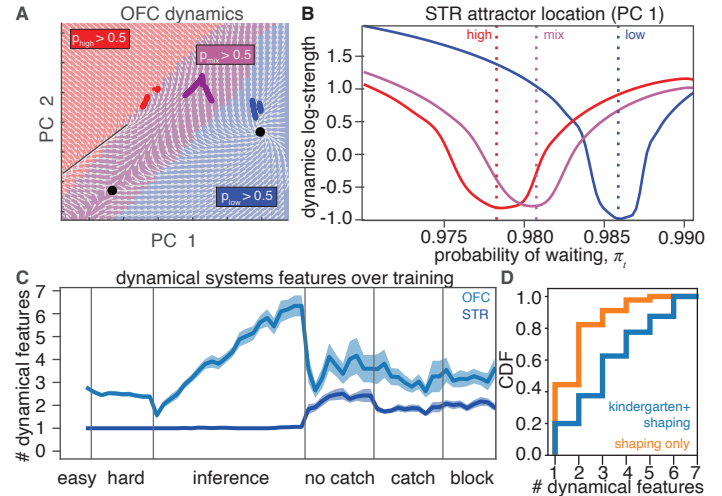 A
OFC dynamics
p_high > 0.5
p_mix > 0.5
p_low > 0.5
PC 2
PC 1
B
STR attractor location (PC 1)
high
mix
low
dynamics log-strength
1.5
1.0
0.5
0.0
-0.5
-1.0
0.975
0.980
0.985
0.990
probability of waiting, π_t
C
dynamical systems features over training
OFC
STR
# dynamical features
7
6
5
4
3
2
1
0
easy
hard
inference
no catch
catch
block
D
CDF
1.0
0.8
0.6
0.4
0.2
0.0
kindergarten+
shaping
shaping only
1 2 3 4 5 6 7
# dynamical features